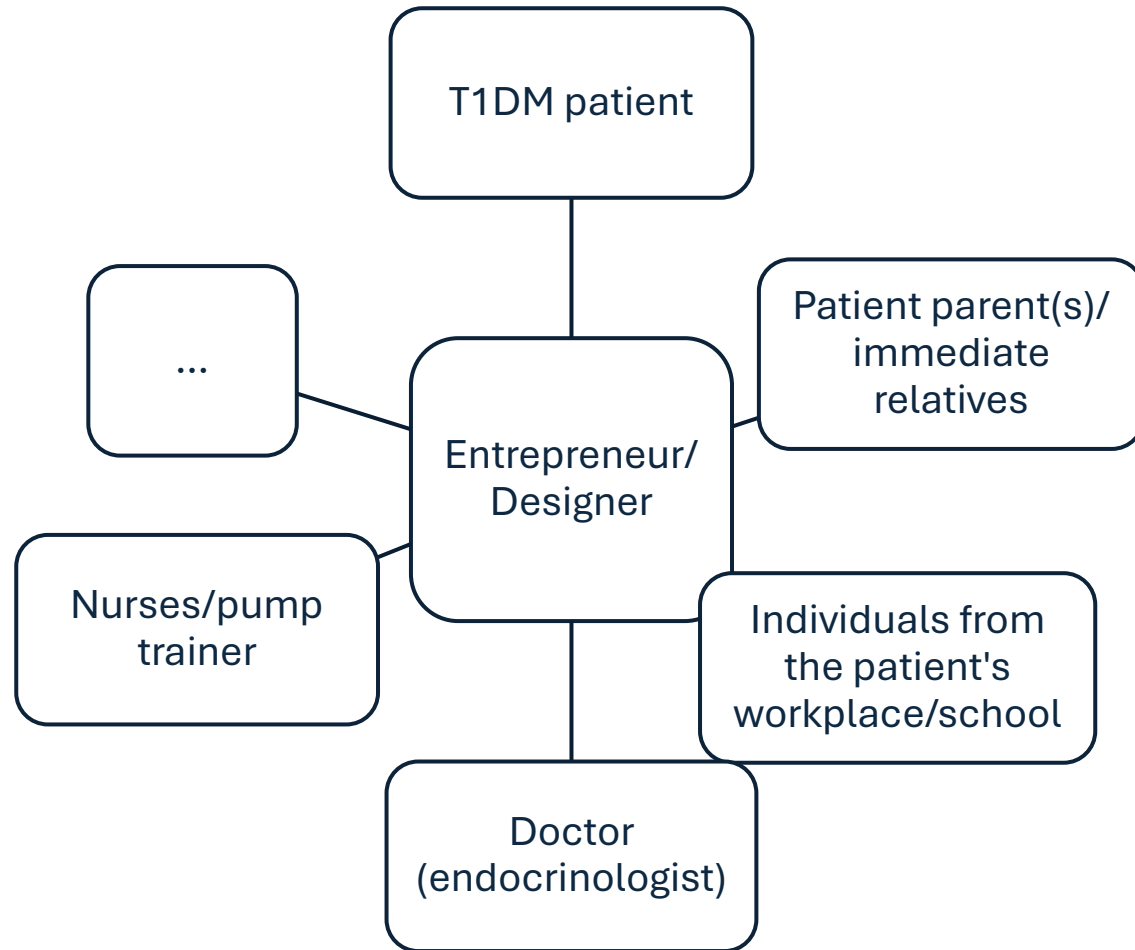 T1DM patient
Patient parent(s)/
immediate
relatives
...
Entrepreneur/
Designer
Nurses/pump
trainer
Individuals from
the patient's
workplace/school
Doctor
(endocrinologist)